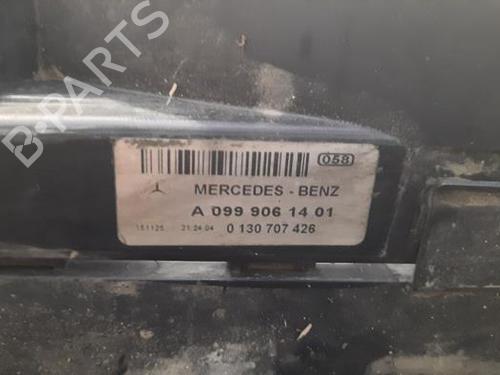 B-PARTS
058
MERCEDES - BENZ
A 099 906 14 01
151125 21:24:04 0 130 707 426